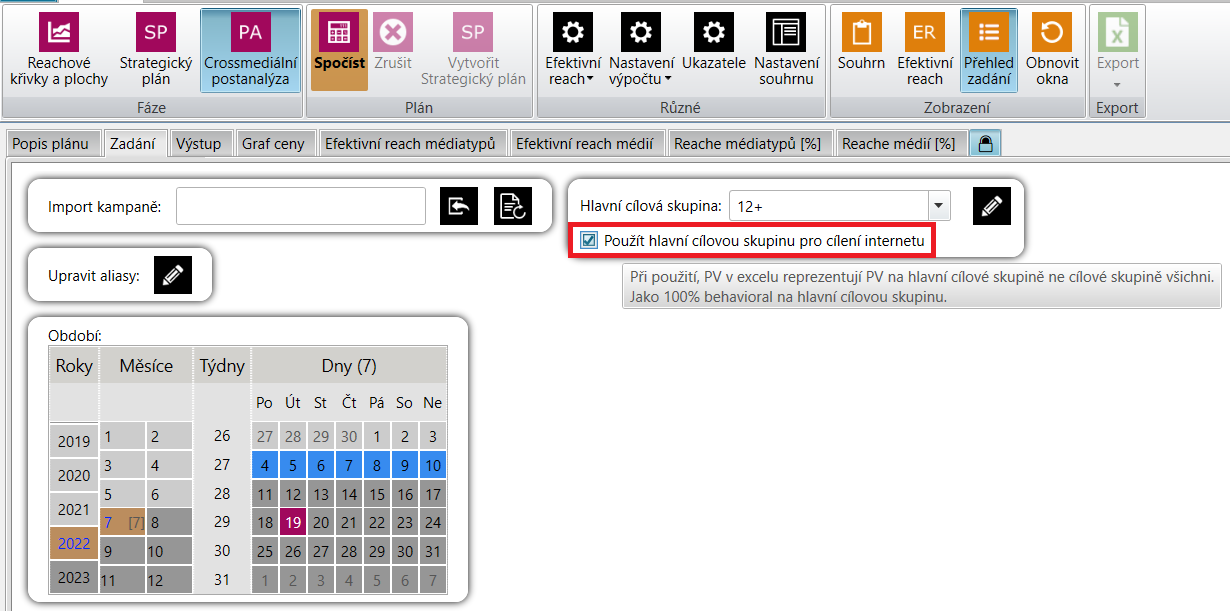 SP PA SP ER
Reachové Strategický Crossmediální Spočíst Zrušit Vytvořit Efektivní Nastavení Ukazatele Nastavení Souhrn Efektivní Přehled Obnovit Export
křivky a plochy plán postanalýza Strategický plán reach výpočtu souhrnu reach zadání okna
Fáze Plán Různé Zobrazení Export
Popis plánu Zadání Výstup Graf ceny Efektivní reach médiatypů Efektivní reach médií Reache médiatypů [%] Reache médií [%]
Import kampaně: Hlavní cílová skupina: 12+
Použít hlavní cílovou skupinu pro cílení internetu
Upravit aliasy:
Při použití, PV v excelu reprezentují PV na hlavní cílové skupině ne cílové skupině všichni.
Jako 100% behavioral na hlavní cílovou skupinu.
Období:
Roky Měsíce Týdny Dny (7)
Po Út St Čt Pá So Ne
2019 1 2 26 27 28 29 30 1 2 3
2020 3 4 27 4 5 6 7 8 9 10
2021 5 6 28 11 12 13 14 15 16 17
2022 7 [7] 8 29 18 19 20 21 22 23 24
9 10 30 25 26 27 28 29 30 31
2023 11 12 31 1 2 3 4 5 6 7